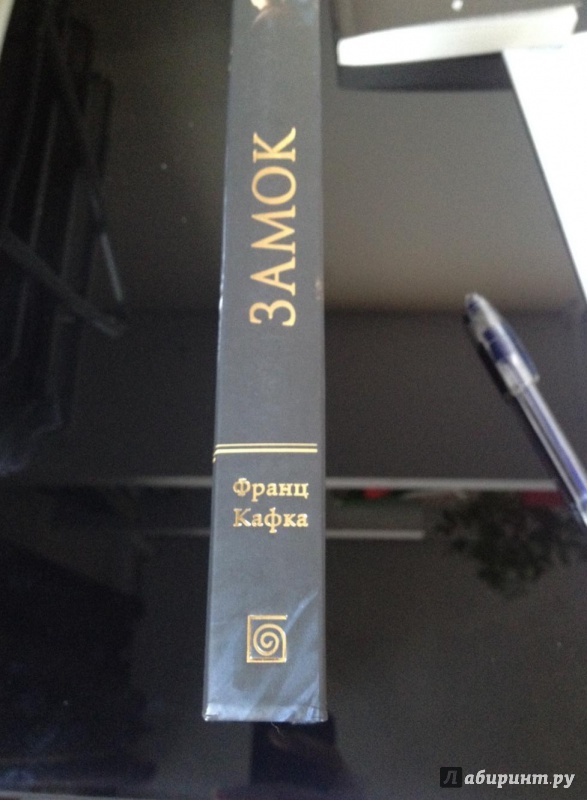 ЗАМОК
Франц
Кафка
Лабиринт.ру